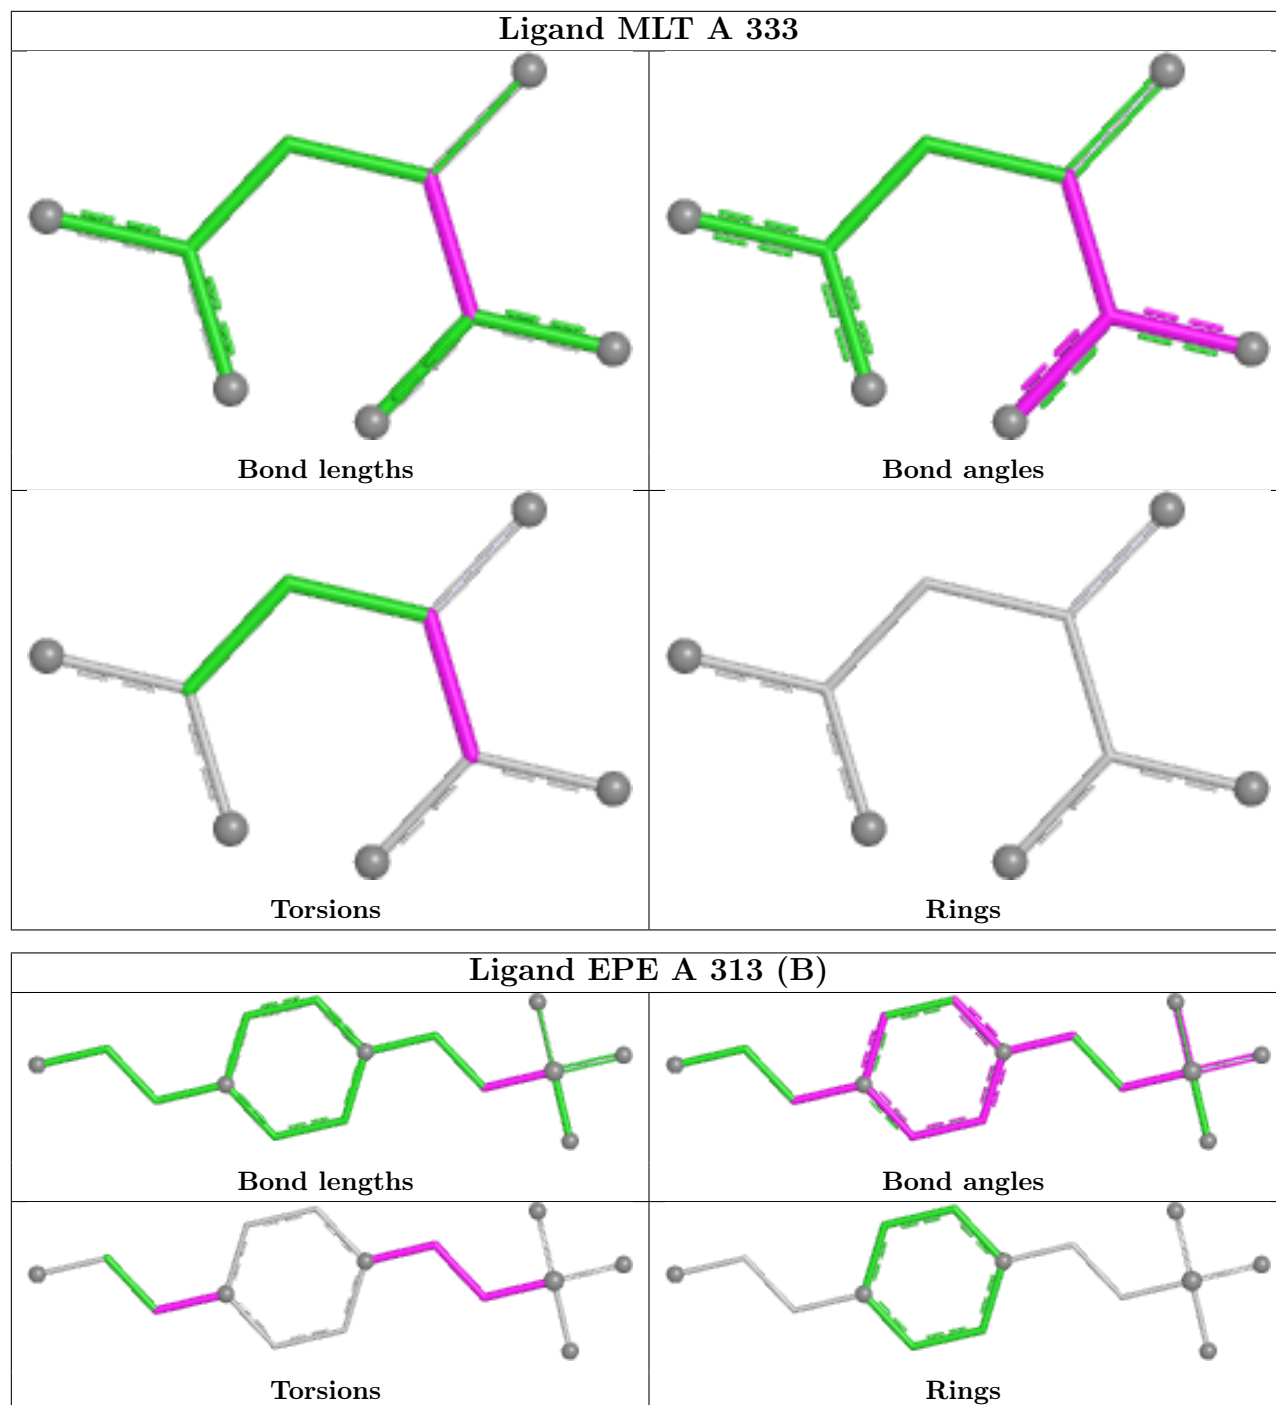 Ligand MLT A 333
Bond lengths
Bond angles
Torsions
Rings
Ligand EPE A 313 (B)
Bond lengths
Bond angles
Torsions
Rings